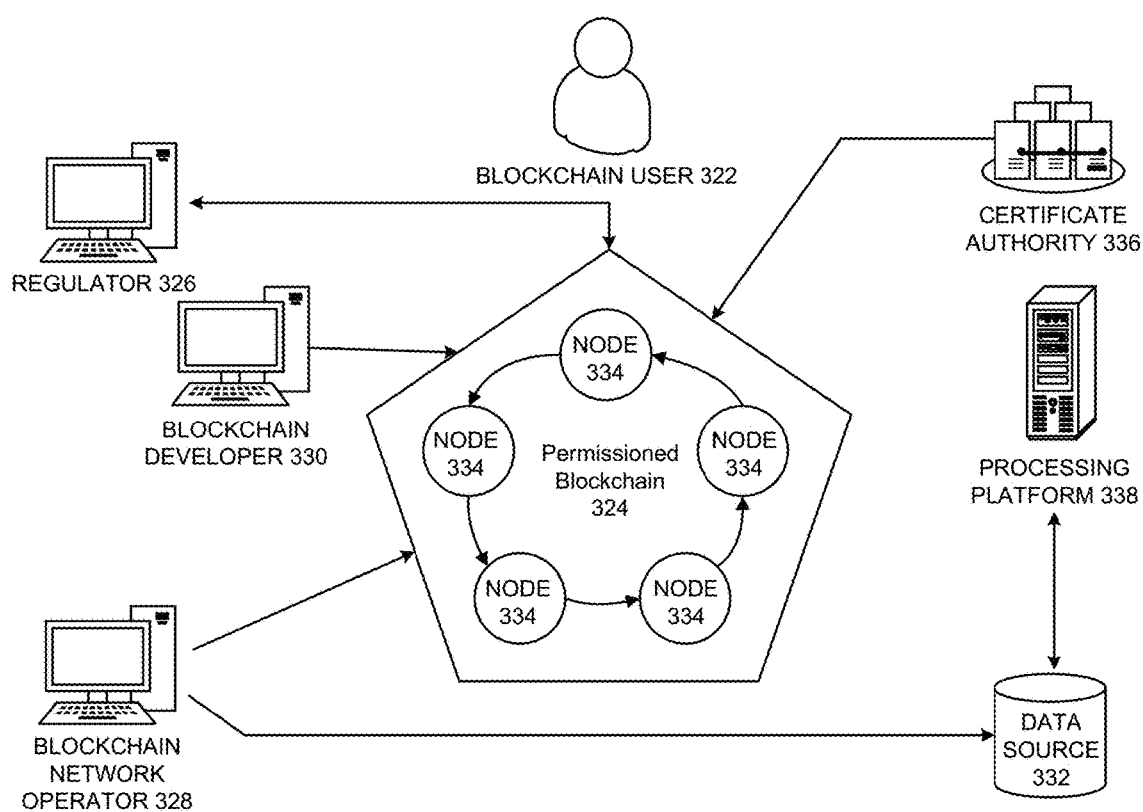 BLOCKCHAIN USER 322
CERTIFICATE
AUTHORITY 336
REGULATOR 326
BLOCKCHAIN
DEVELOPER 330
NODE
334
NODE
334
NODE
334
Permissioned
Blockchain
324
NODE
334
NODE
334
PROCESSING
PLATFORM 338
BLOCKCHAIN
NETWORK
OPERATOR 328
DATA
SOURCE
332